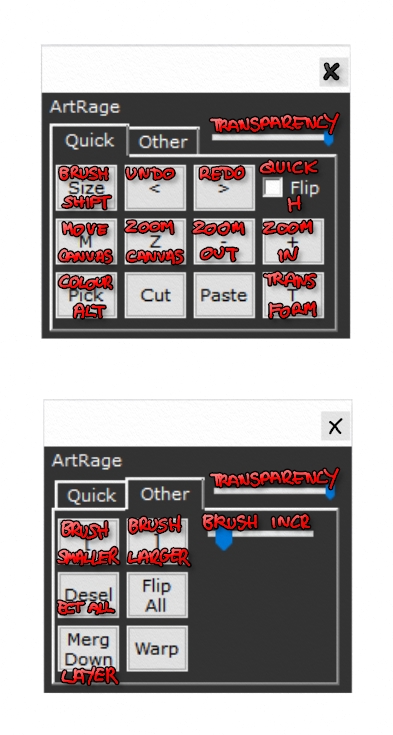 X
ArtRage
TRANSPARENCY
Quick Other
BRUSH UNDO REDO QUICK
Size < > Flip
SHIFT H
MOVE ZOOM ZOOM ZOOM
M Z - +
CANVAS CANVAS OUT IN
COLOUR TRANS
Pick Cut Paste T
ALT FORM
X
ArtRage
TRANSPARENCY
Quick Other
BRUSH BRUSH BRUSH INCR
SMALLER LARGER
Desel Flip
ECT ALL All
Merg
Down Warp
LAYER